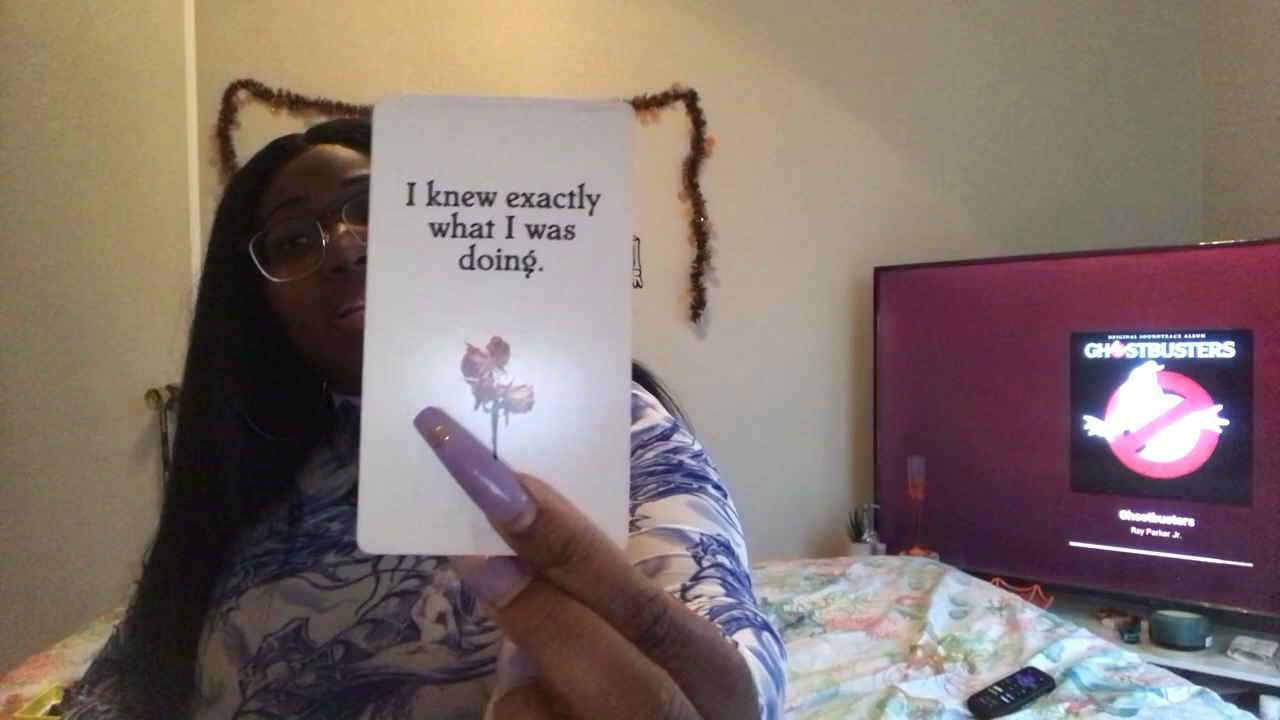 I knew exactly
what I was
doing.
ORIGINAL SOUNDTRACK ALBUM
GHOSTBUSTERS
Ghostbusters
Ray Parker Jr.